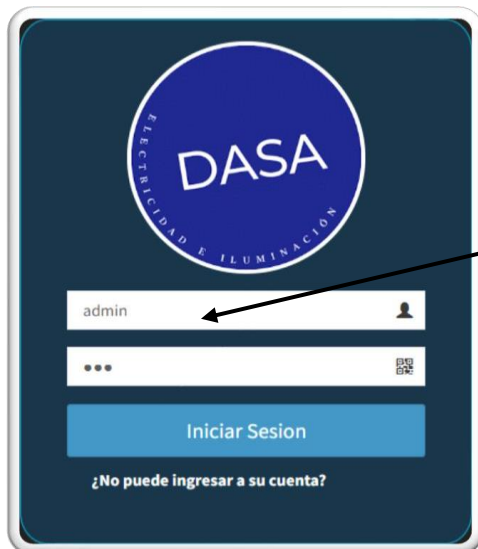 DASA
ELECTRICIDAD E ILUMINACIÓN
admin
●●●
Iniciar Sesion
¿No puede ingresar a su cuenta?